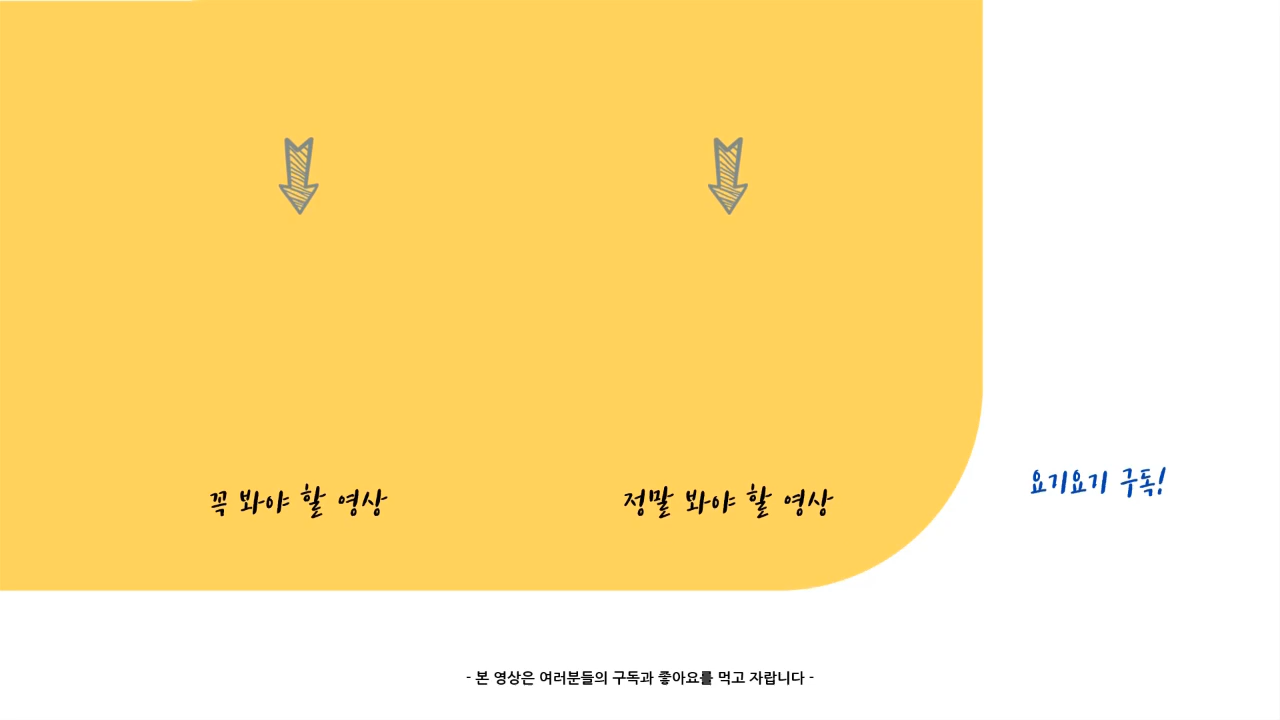 꼭 봐야 할 영상
정말 봐야 할 영상
요기요기 구독!
- 본 영상은 여러분들의 구독과 좋아요를 먹고 자랍니다 -